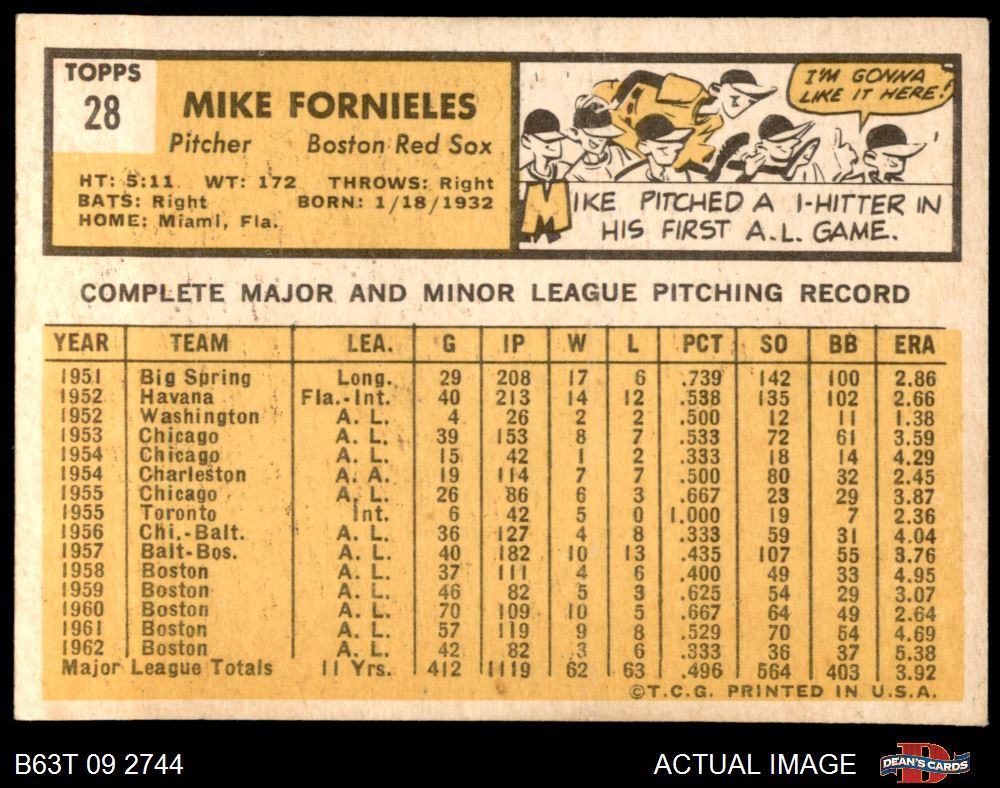 TOPPS
28
MIKE FORNIELES
Pitcher Boston Red Sox
HT: 5:11 WT: 172 THROWS: Right
BATS: Right BORN: 1/18/1932
HOME: Miami, Fla.
I'M GONNA
LIKE IT HERE!
MIKE PITCHED A 1-HITTER IN
HIS FIRST A.L. GAME.
COMPLETE MAJOR AND MINOR LEAGUE PITCHING RECORD
YEAR TEAM LEA. G IP W L PCT SO BB ERA
1951 Big Spring Long. 29 208 17 6 .739 142 100 2.86
1952 Havana Fla.-Int. 40 213 14 12 .538 135 102 2.66
1952 Washington A. L. 4 26 2 2 .500 12 11 1.38
1953 Chicago A. L. 39 153 8 7 .533 72 61 3.59
1954 Chicago A. L. 15 42 1 2 .333 18 14 4.29
1954 Charleston A. A. 19 114 7 7 .500 80 32 2.45
1955 Chicago A. L. 26 86 6 3 .667 23 29 3.87
1955 Toronto Int. 6 42 5 0 1.000 19 7 2.36
1956 Chi.-Balt. A. L. 36 127 4 8 .333 59 31 4.04
1957 Balt-Bos. A. L. 40 182 10 13 .435 107 55 3.76
1958 Boston A. L. 37 111 4 6 .400 49 33 4.95
1959 Boston A. L. 46 82 5 3 .625 54 29 3.07
1960 Boston A. L. 70 109 10 5 .667 64 49 2.64
1961 Boston A. L. 57 119 9 8 .529 70 54 4.69
1962 Boston A. L. 42 82 3 6 .333 36 37 5.38
Major League Totals 11 Yrs. 412 1119 62 63 .496 564 403 3.92
©T.C.G. PRINTED IN U.S.A.
B63T 09 2744 ACTUAL IMAGE D DEAN'S CARDS